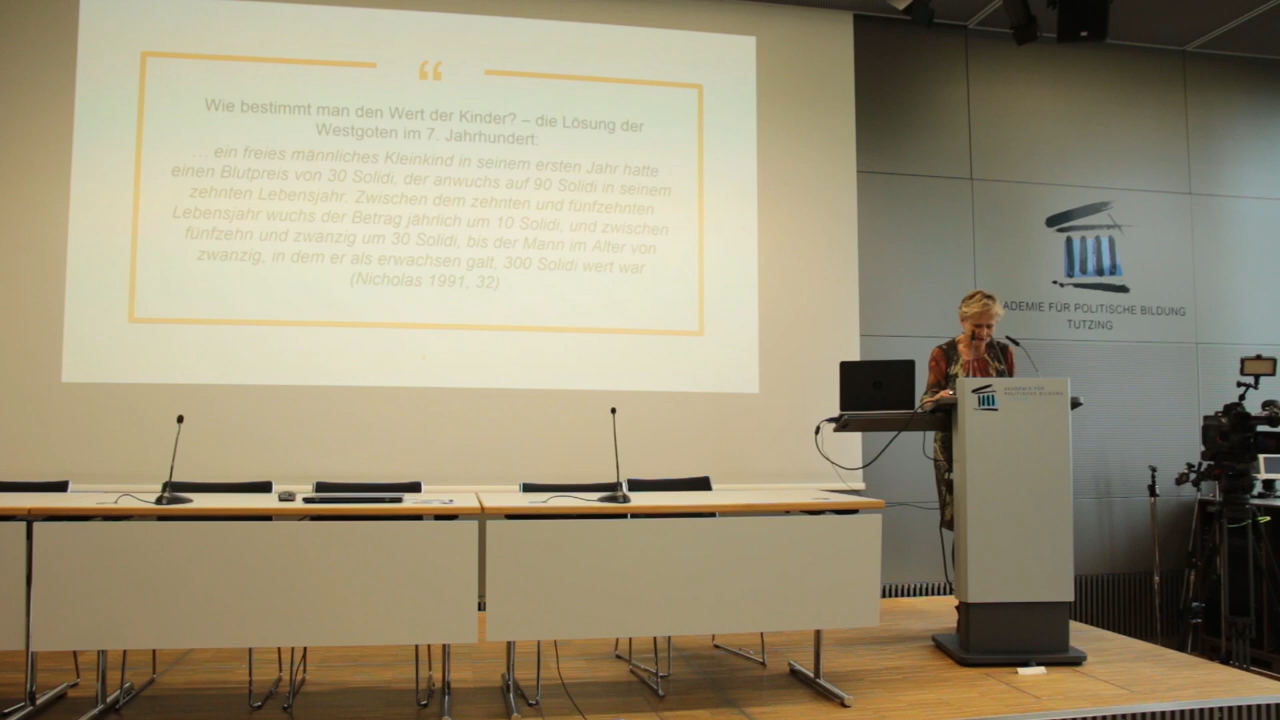 “
Wie bestimmt man den Wert der Kinder? – die Lösung der
Westgoten im 7. Jahrhundert:
… ein freies männliches Kleinkind in seinem ersten Jahr hatte
einen Blutpreis von 30 Solidi, der anwuchs auf 90 Solidi in seinem
zehnten Lebensjahr. Zwischen dem zehnten und fünfzehnten
Lebensjahr wuchs der Betrag jährlich um 10 Solidi, und zwischen
fünfzehn und zwanzig um 30 Solidi, bis der Mann im Alter von
zwanzig, in dem er als erwachsen galt, 300 Solidi wert war
(Nicholas 1991, 32)
ADEMIE FÜR POLITISCHE BILDUNG
TUTZING
AKADEMIE FÜR
POLITISCHE BILDUNG